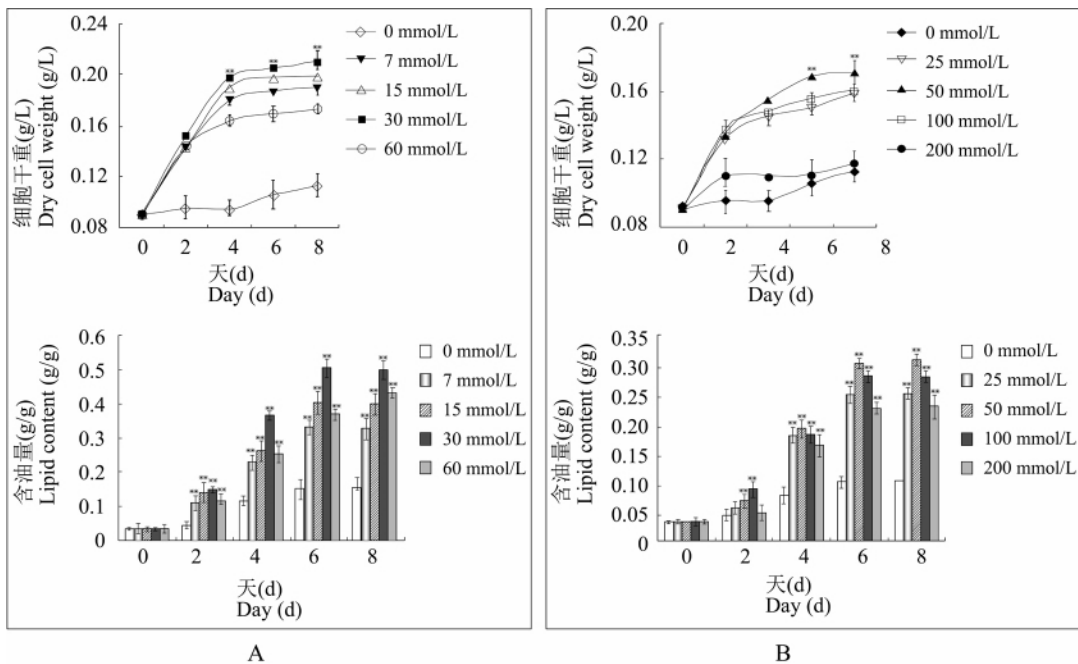 0.24
0.20
0.16
0.12
0.08
细胞干重(g/L)
Dry cell weight (g/L)
**
**
**
0 2 4 6 8
天(d)
Day (d)
0 mmol/L
7 mmol/L
15 mmol/L
30 mmol/L
60 mmol/L
0.6
0.5
0.4
0.3
0.2
0.1
0
含油量(g/g)
Lipid content (g/g)
** ** ** **
** ** ** **
** ** ** **
** ** ** **
0 2 4 6 8
天(d)
Day (d)
0 mmol/L
7 mmol/L
15 mmol/L
30 mmol/L
60 mmol/L
A
0.20
0.16
0.12
0.08
细胞干重(g/L)
Dry cell weight (g/L)
**
**
0 2 4 6 8
天(d)
Day (d)
0 mmol/L
25 mmol/L
50 mmol/L
100 mmol/L
200 mmol/L
0.35
0.30
0.25
0.20
0.15
0.10
0.05
0
含油量(g/g)
Lipid content (g/g)
** **
** ** ** **
** ** ** **
** ** ** **
0 2 4 6 8
天(d)
Day (d)
0 mmol/L
25 mmol/L
50 mmol/L
100 mmol/L
200 mmol/L
B